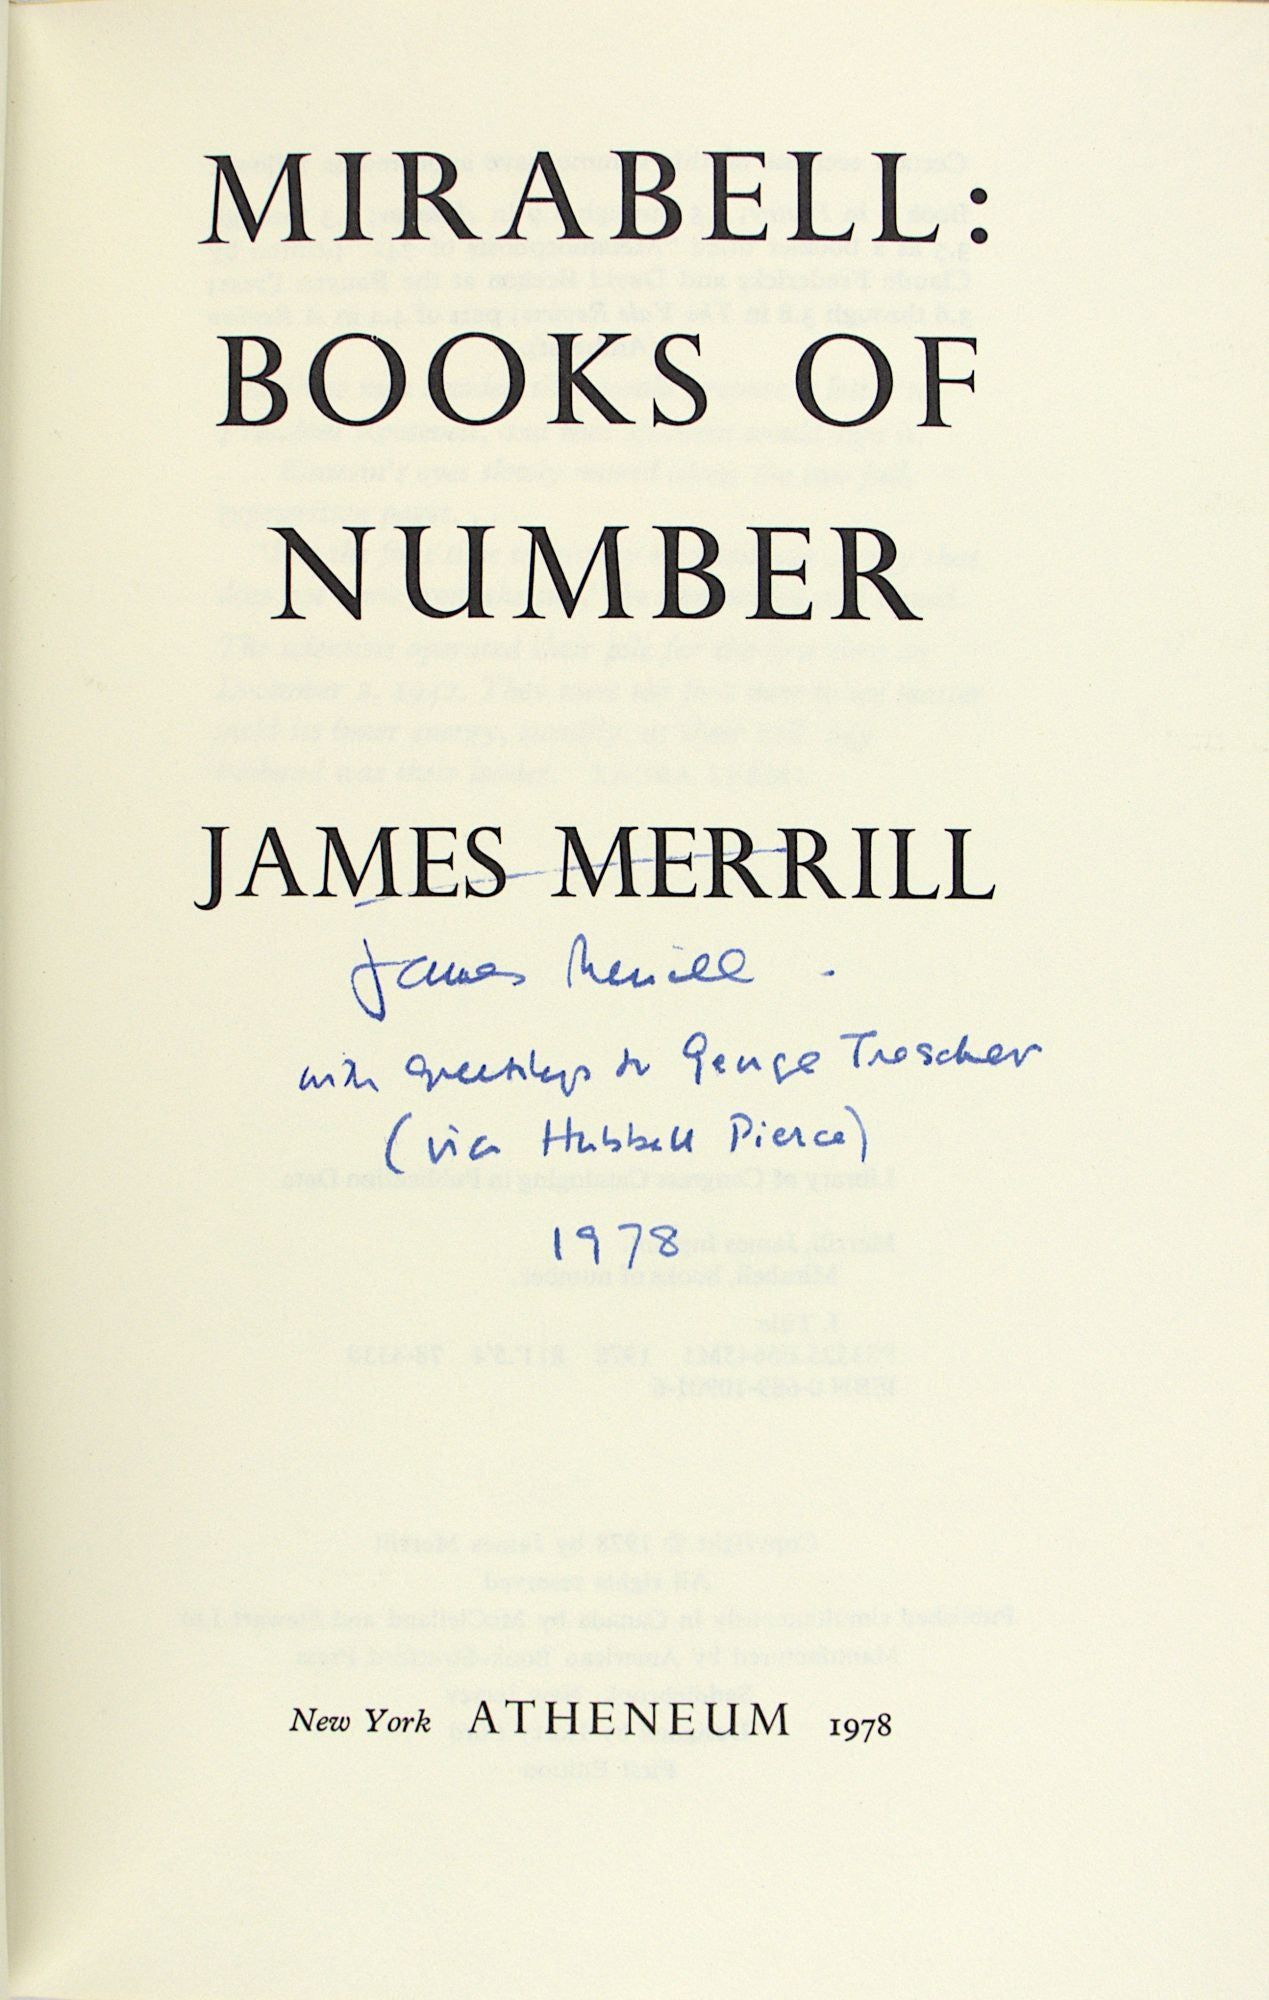 MIRABELL:
BOOKS OF
NUMBER
JAMES MERRILL
James Merrill -
with greetings to George Trescher
(via Hubbell Pierce)
1978
New York ATHENEUM 1978